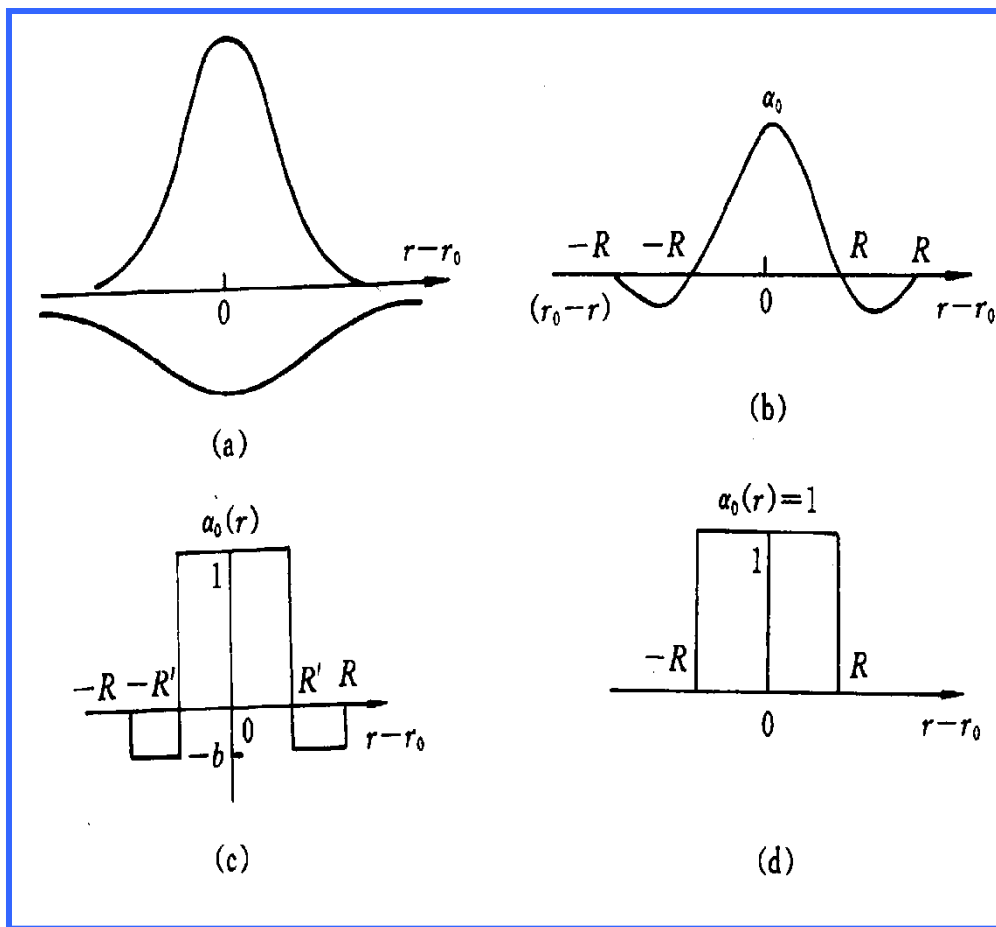 r−r₀
0
(a)
α₀
−R −R R R
(r₀−r) 0 r−r₀
(b)
α₀(r)
1
−R −R′ R′ R
0
−b r−r₀
(c)
α₀(r)=1
1
−R R
0 r−r₀
(d)